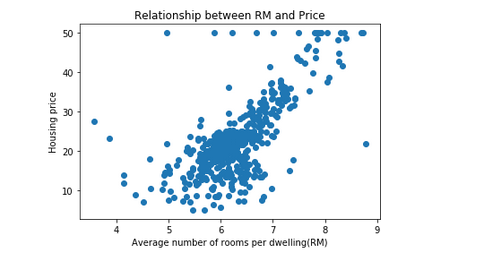 Relationship between RM and Price
50
40
30
20
10
Housing price
4 5 6 7 8 9
Average number of rooms per dwelling(RM)